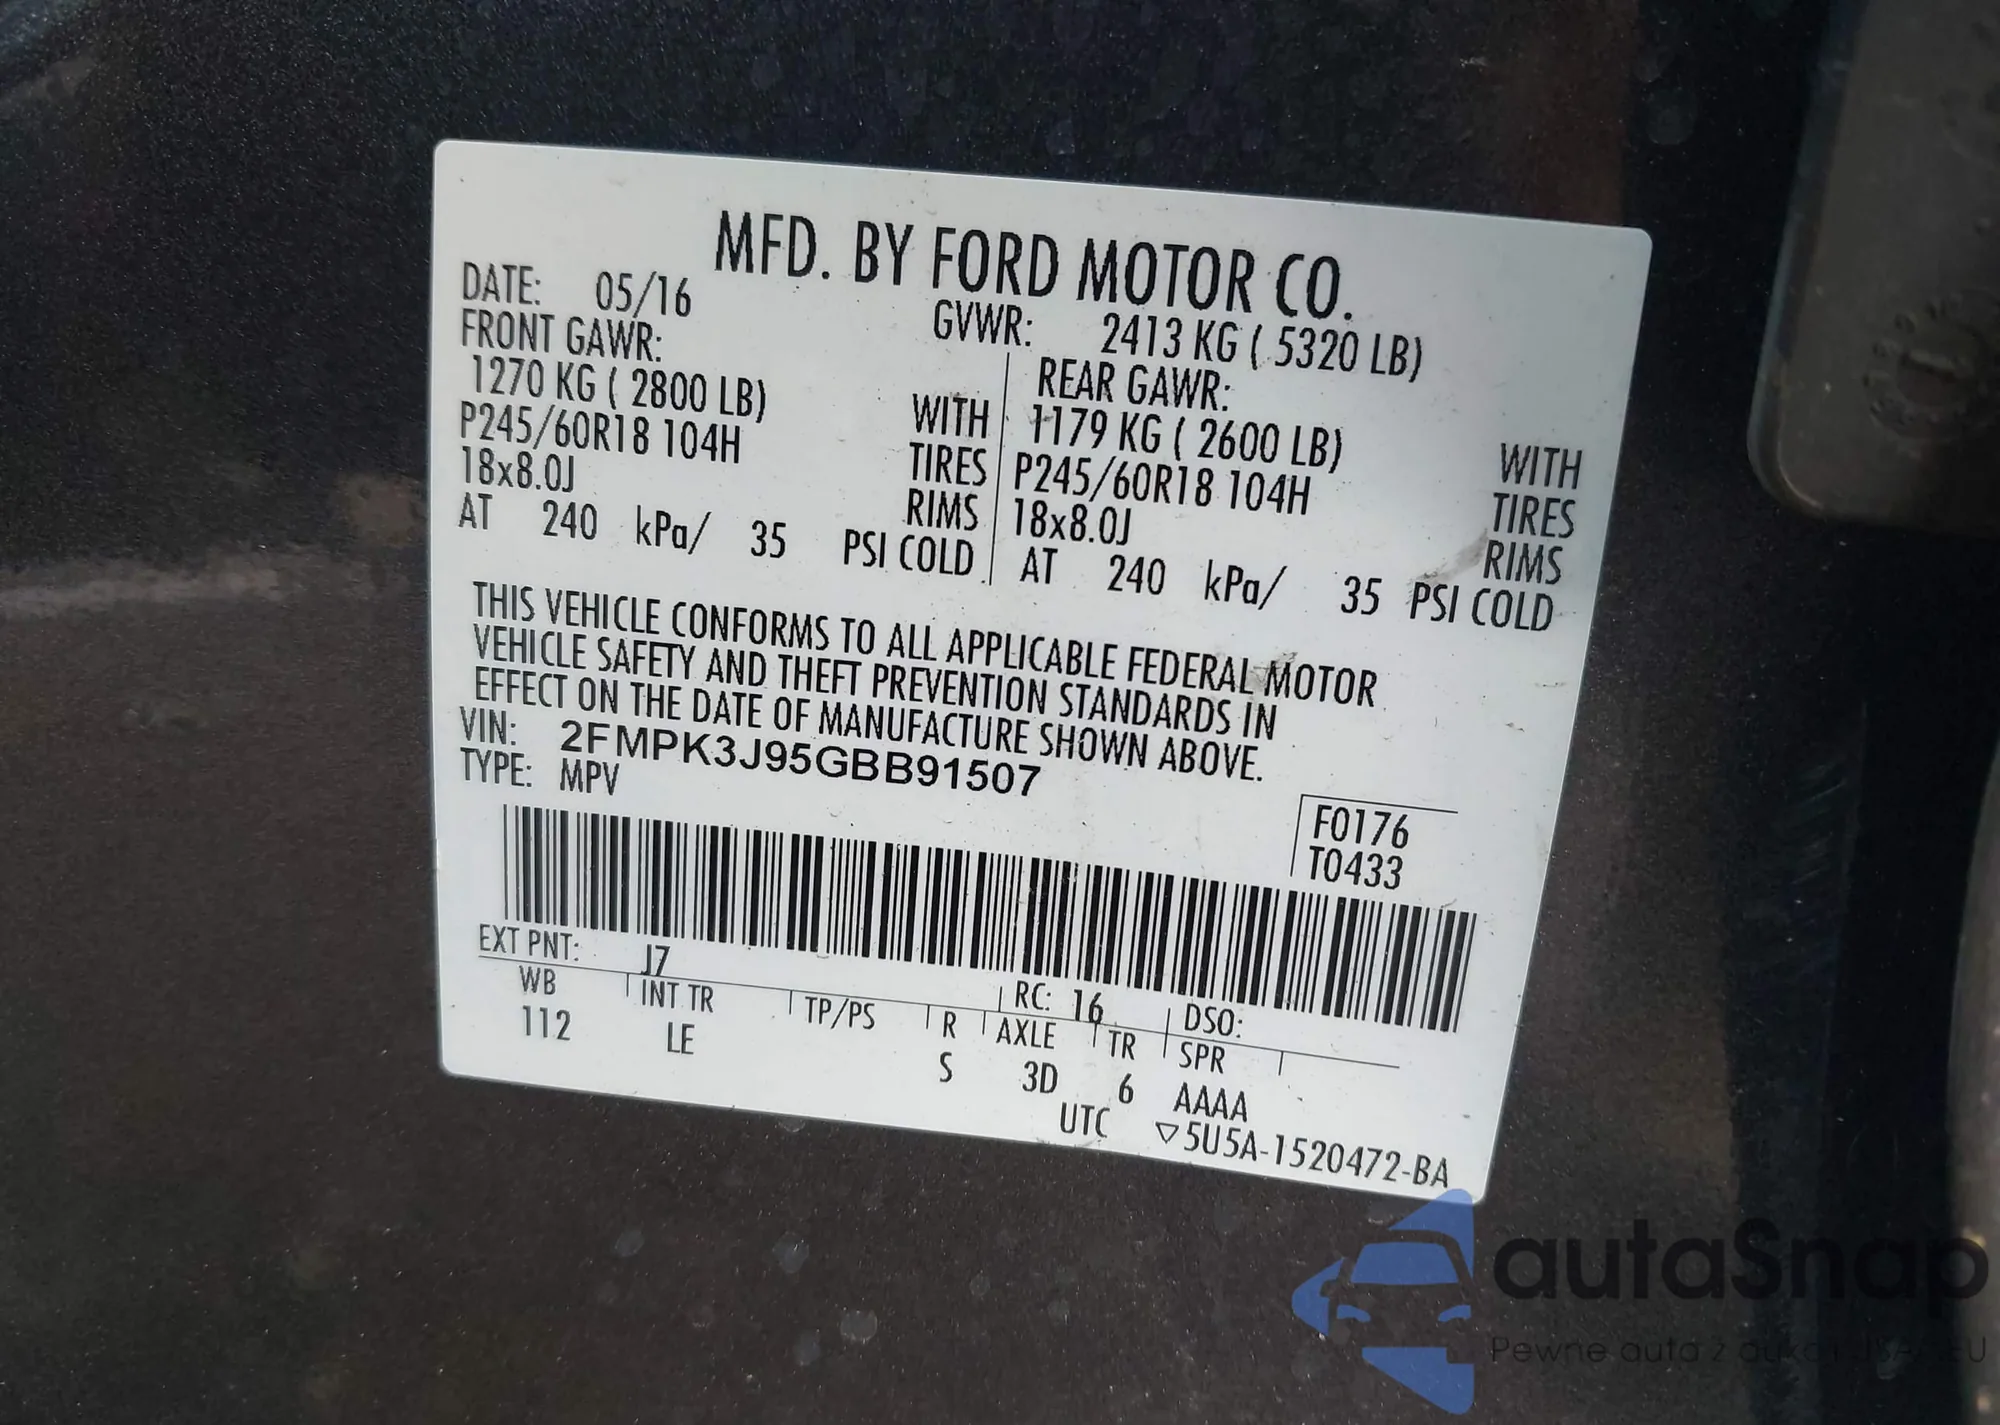 MFD. BY FORD MOTOR CO.
DATE: 05/16 GVWR: 2413 KG ( 5320 LB)
FRONT GAWR: REAR GAWR:
1270 KG ( 2800 LB) WITH 1179 KG ( 2600 LB) WITH
P245/60R18 104H TIRES P245/60R18 104H TIRES
18x8.0J RIMS 18x8.0J RIMS
AT 240 kPa/ 35 PSI COLD AT 240 kPa/ 35 PSI COLD
THIS VEHICLE CONFORMS TO ALL APPLICABLE FEDERAL MOTOR
VEHICLE SAFETY AND THEFT PREVENTION STANDARDS IN
EFFECT ON THE DATE OF MANUFACTURE SHOWN ABOVE.
VIN: 2FMPK3J95GBB91507
TYPE: MPV
F0176
T0433
EXT PNT: J7 RC: 16 DSO:
WB INT TR TP/PS R AXLE TR SPR
112 LE S 3D 6 AAAA
UTC ▽5U5A-1520472-BA
autaSnap
Pewne auta z EU